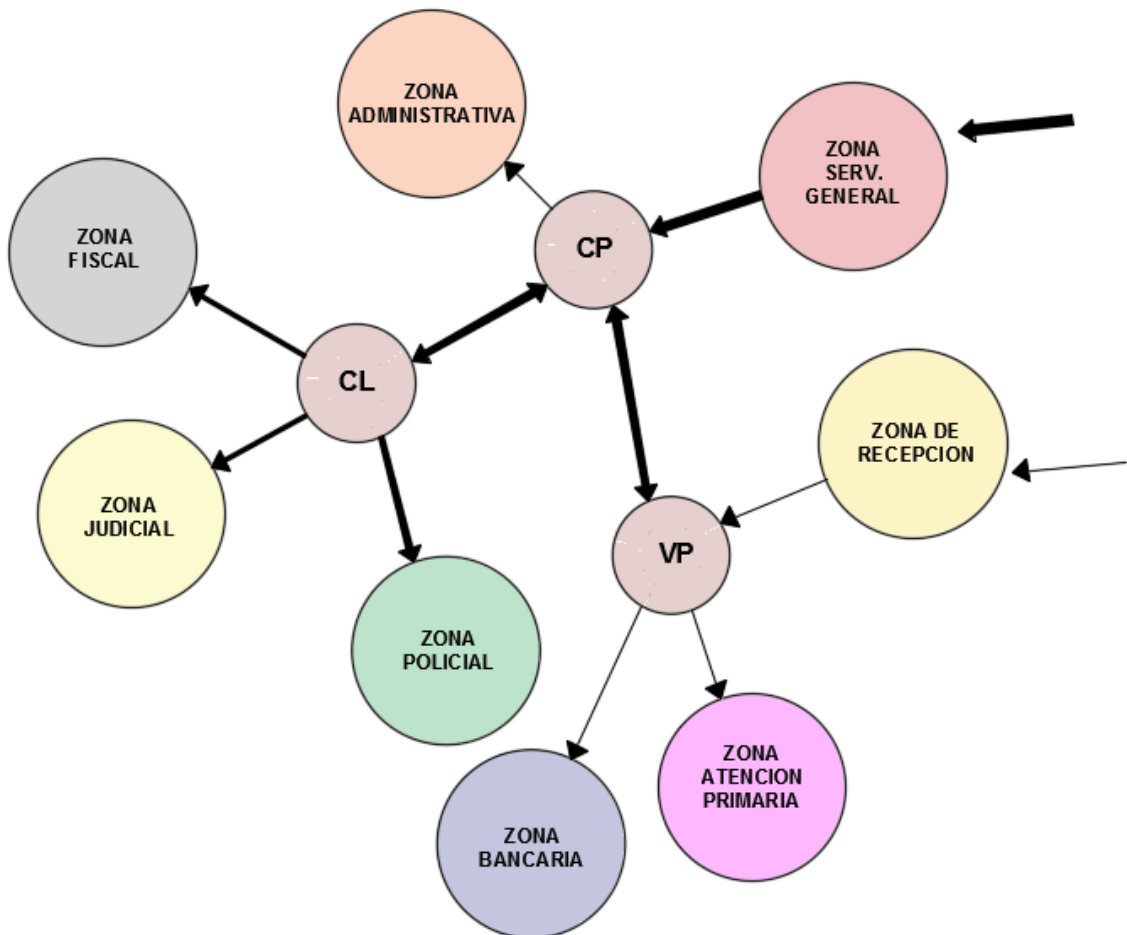 ZONA
ADMINISTRATIVA
ZONA
SERV.
GENERAL
ZONA
FISCAL
CP
CL
ZONA DE
RECEPCION
ZONA
JUDICIAL
VP
ZONA
POLICIAL
ZONA
ATENCION
PRIMARIA
ZONA
BANCARIA